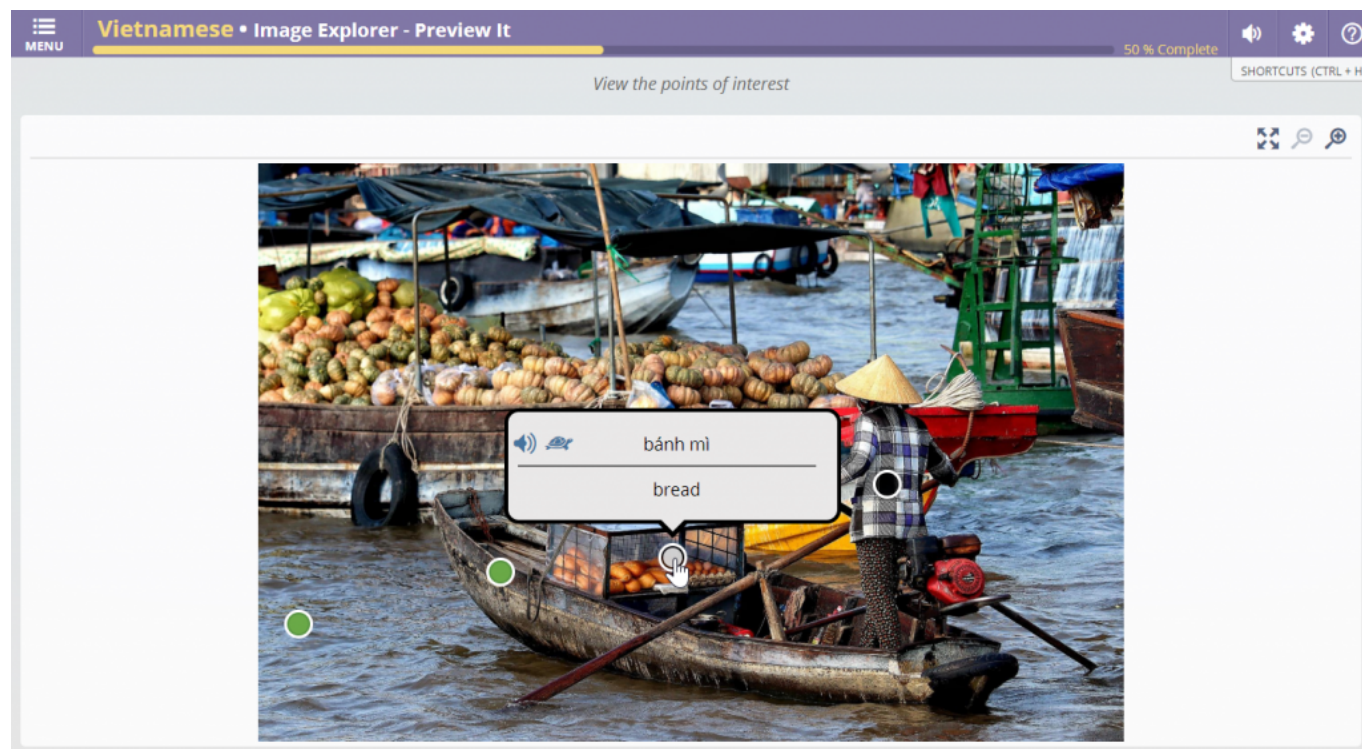 MENU
Vietnamese • Image Explorer - Preview It
50 % Complete
SHORTCUTS (CTRL + H
View the points of interest
bánh mì
bread